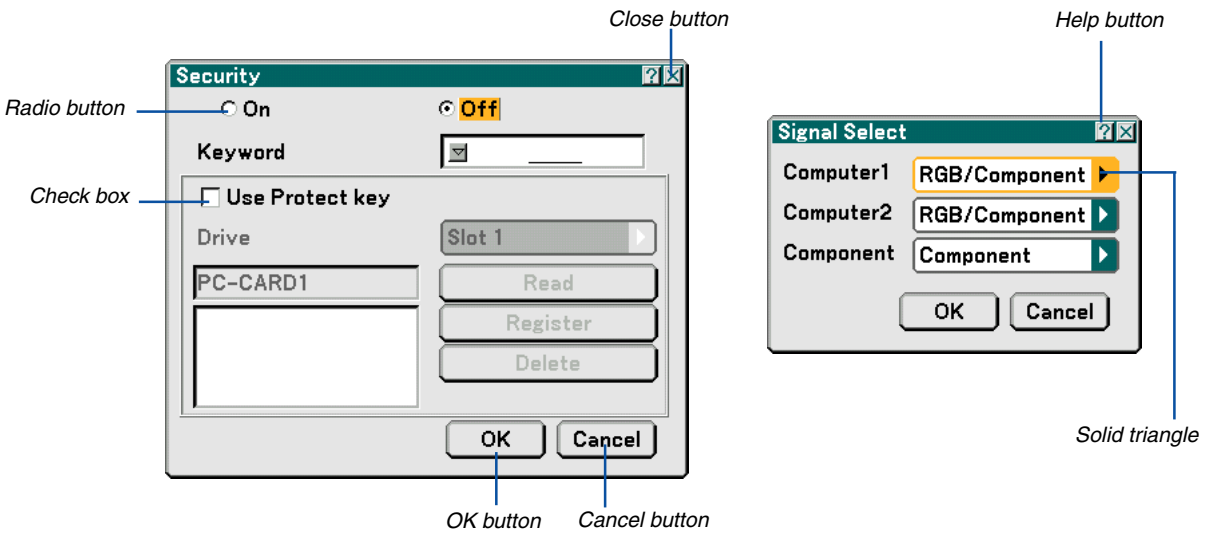 Close button
Help button
Security ? X
Radio button
On Off
Signal Select ? X
Keyword
Computer1 RGB/Component
Check box
Use Protect key
Computer2 RGB/Component
Drive Slot 1
Component Component
PC-CARD1 Read
OK Cancel
Register
Delete
Solid triangle
OK Cancel
OK button Cancel button